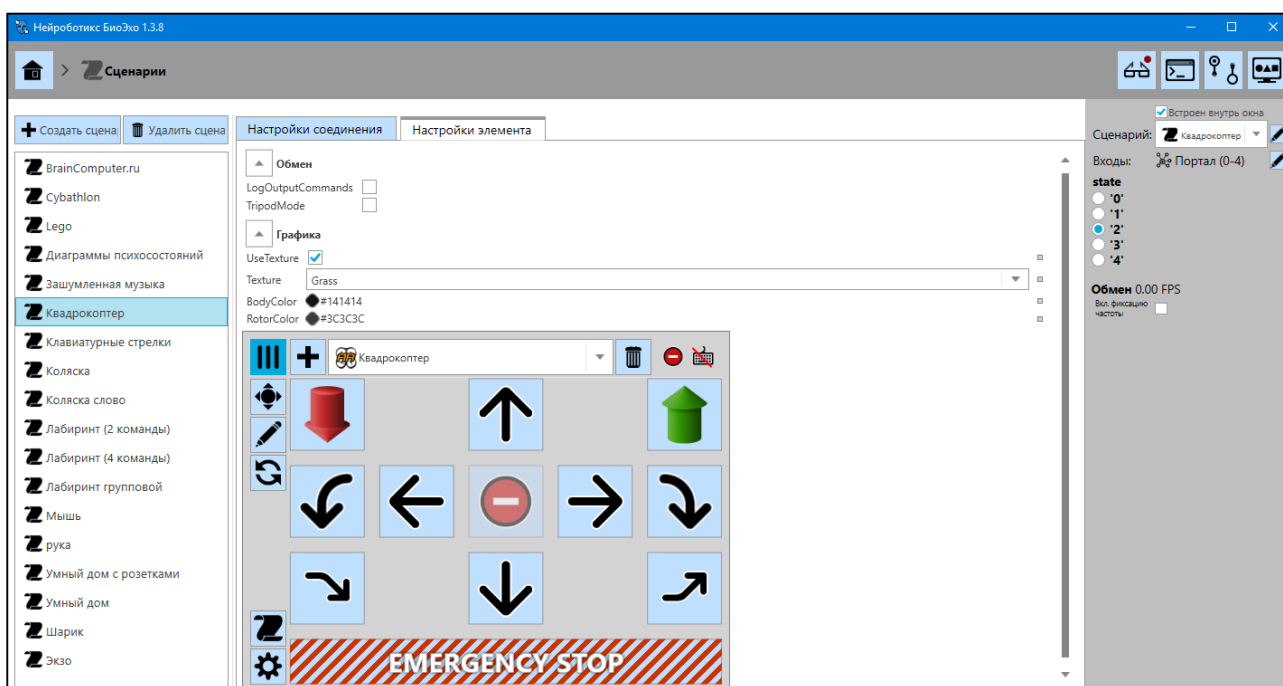 Нейроботикс БиоЭхо 1.3.8
Сценарии
Создать сцена
Удалить сцена
BrainComputer.ru
Cybathlon
Lego
Диаграммы психосостояний
Зашумленная музыка
Квадрокоптер
Клавиатурные стрелки
Коляска
Коляска слово
Лабиринт (2 команды)
Лабиринт (4 команды)
Лабиринт групповой
Мышь
рука
Умный дом с розетками
Умный дом
Шарик
Экзо
Настройки соединения
Настройки элемента
Обмен
LogOutputCommands
TripodMode
Графика
UseTexture
Texture Grass
BodyColor #141414
RotorColor #3C3C3C
Квадрокоптер
EMERGENCY STOP
Встроен внутрь окна
Сценарий: Квадрокоптер
Входы: Портал (0-4)
state
'0'
'1'
'2'
'3'
'4'
Обмен 0.00 FPS
Вкл. фиксацию
частоты